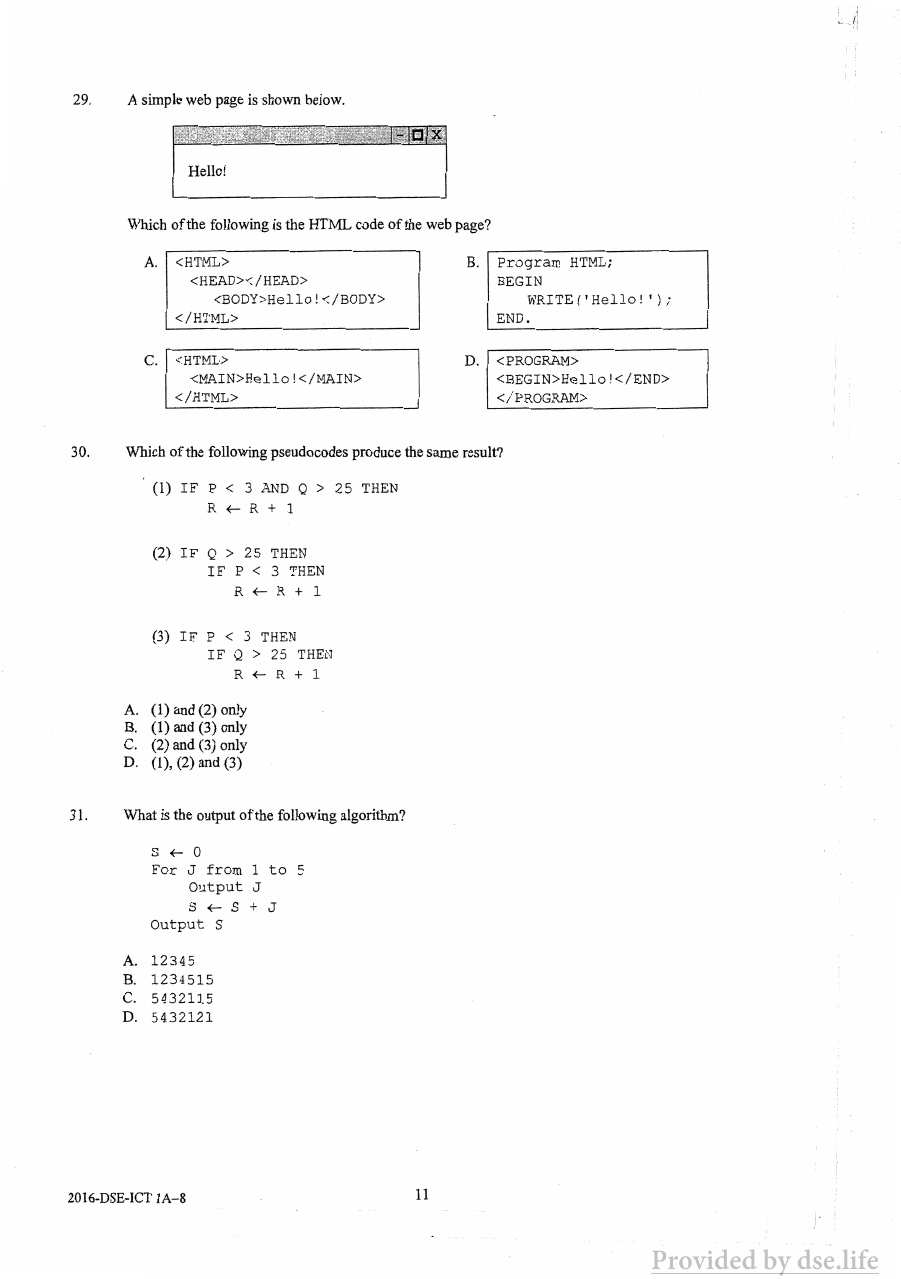 29. A simple web page is shown below.
- X
Hello!
Which of the following is the HTML code of the web page?
A. <HTML>
<HEAD></HEAD>
<BODY>Hello!</BODY>
</HTML>
B. Program HTML;
BEGIN
WRITE('Hello!');
END.
C. <HTML>
<MAIN>Hello!</MAIN>
</HTML>
D. <PROGRAM>
<BEGIN>Hello!</END>
</PROGRAM>
30. Which of the following pseudocodes produce the same result?
(1) IF P < 3 AND Q > 25 THEN
R ← R + 1
(2) IF Q > 25 THEN
IF P < 3 THEN
R ← R + 1
(3) IF P < 3 THEN
IF Q > 25 THEN
R ← R + 1
A. (1) and (2) only
B. (1) and (3) only
C. (2) and (3) only
D. (1), (2) and (3)
31. What is the output of the following algorithm?
S ← 0
For J from 1 to 5
Output J
S ← S + J
Output S
A. 12345
B. 1234515
C. 5432115
D. 5432121
2016-DSE-ICT 1A–8
11
Provided by dse.life